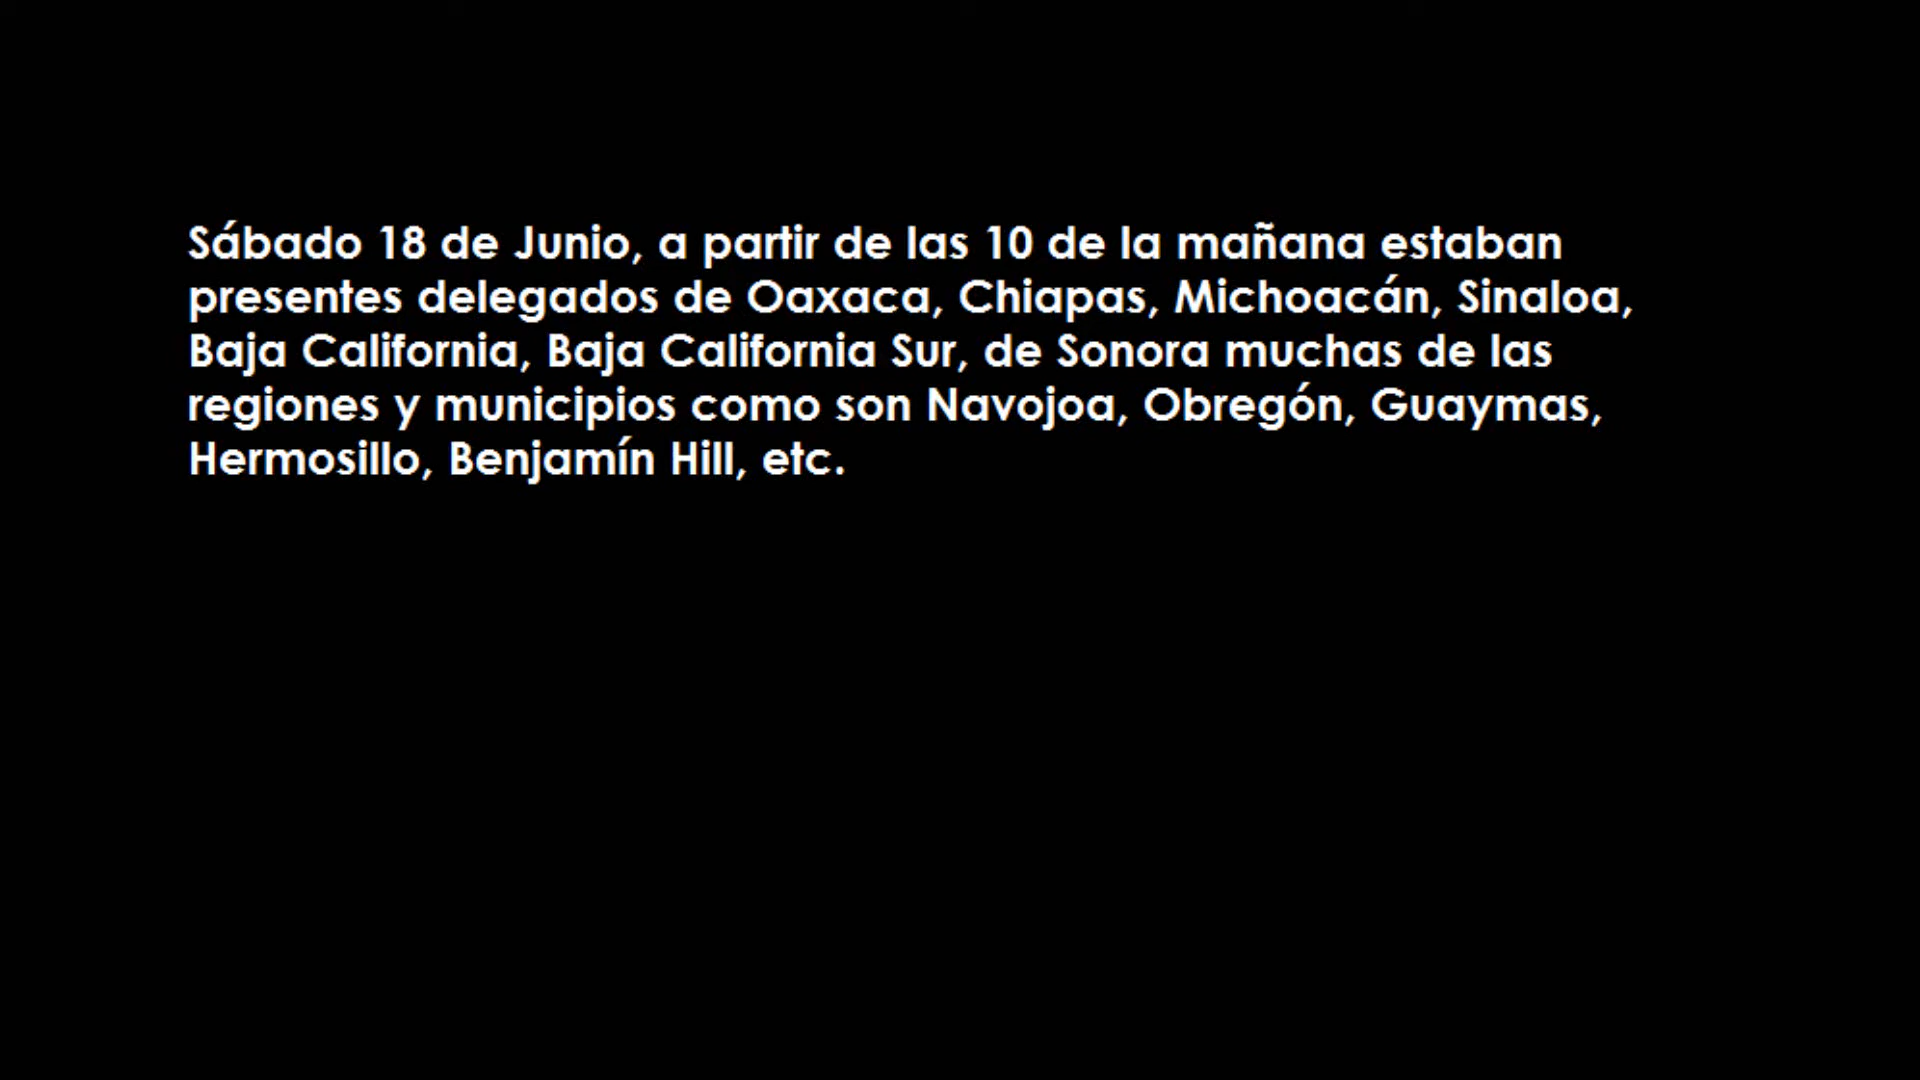 Sábado 18 de Junio, a partir de las 10 de la mañana estaban
presentes delegados de Oaxaca, Chiapas, Michoacán, Sinaloa,
Baja California, Baja California Sur, de Sonora muchas de las
regiones y municipios como son Navojoa, Obregón, Guaymas,
Hermosillo, Benjamín Hill, etc.